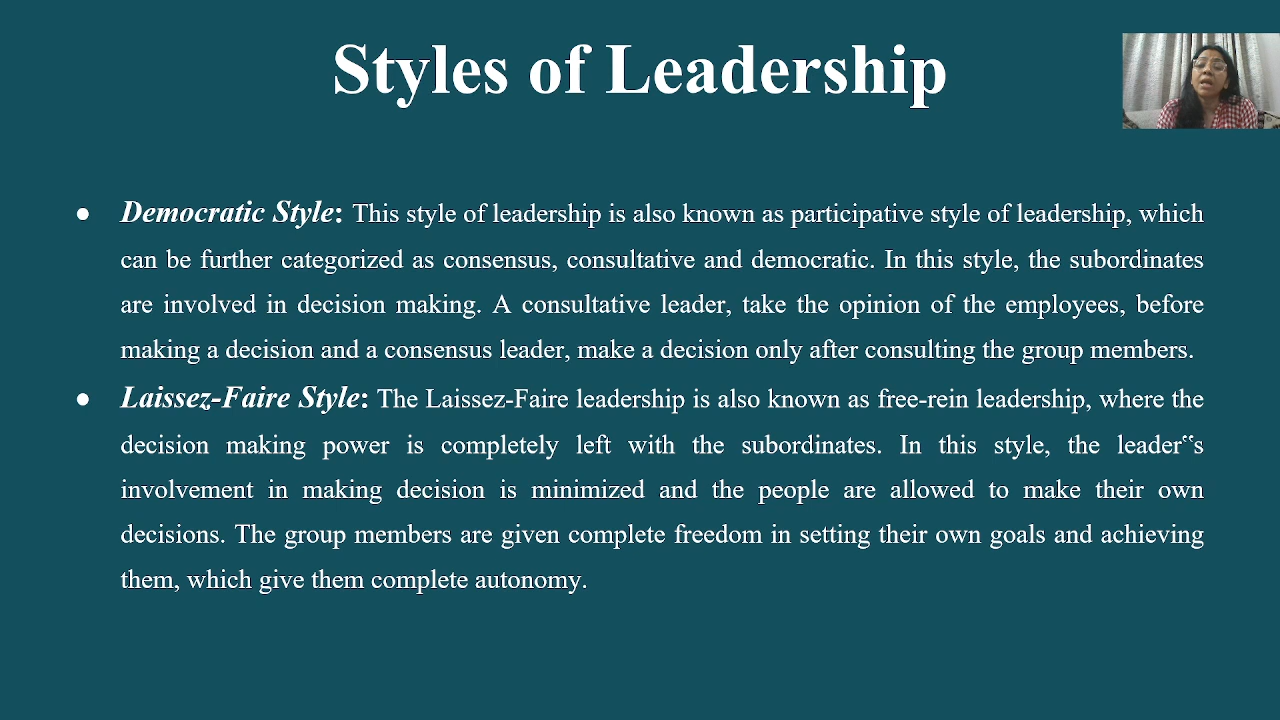 Styles of Leadership
● Democratic Style: This style of leadership is also known as participative style of leadership, which
can be further categorized as consensus, consultative and democratic. In this style, the subordinates
are involved in decision making. A consultative leader, take the opinion of the employees, before
making a decision and a consensus leader, make a decision only after consulting the group members.
● Laissez-Faire Style: The Laissez-Faire leadership is also known as free-rein leadership, where the
decision making power is completely left with the subordinates. In this style, the leader‟s
involvement in making decision is minimized and the people are allowed to make their own
decisions. The group members are given complete freedom in setting their own goals and achieving
them, which give them complete autonomy.